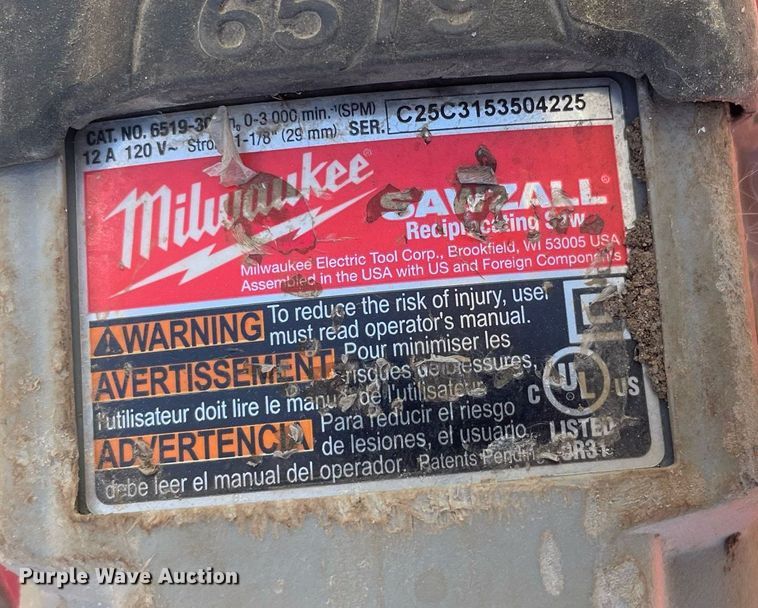 6519
CAT. NO. 6519-30 0-3 000 min.⁻¹(SPM)
12 A 120 V~ Stroke 1-1/8" (29 mm) SER. C25C3153504225
Milwaukee®
SAWZALL®
Reciprocating Saw
Milwaukee Electric Tool Corp., Brookfield, WI 53005 USA
Assembled in the USA with US and Foreign Components
WARNING To reduce the risk of injury, user
must read operator's manual.
AVERTISSEMENT Pour minimiser les
risques de blessures,
l'utilisateur doit lire le manuel de l'utilisateur.
ADVERTENCIA Para reducir el riesgo
de lesiones, el usuario
debe leer el manual del operador. Patents Pending
C UL US
LISTED
Purple Wave Auction